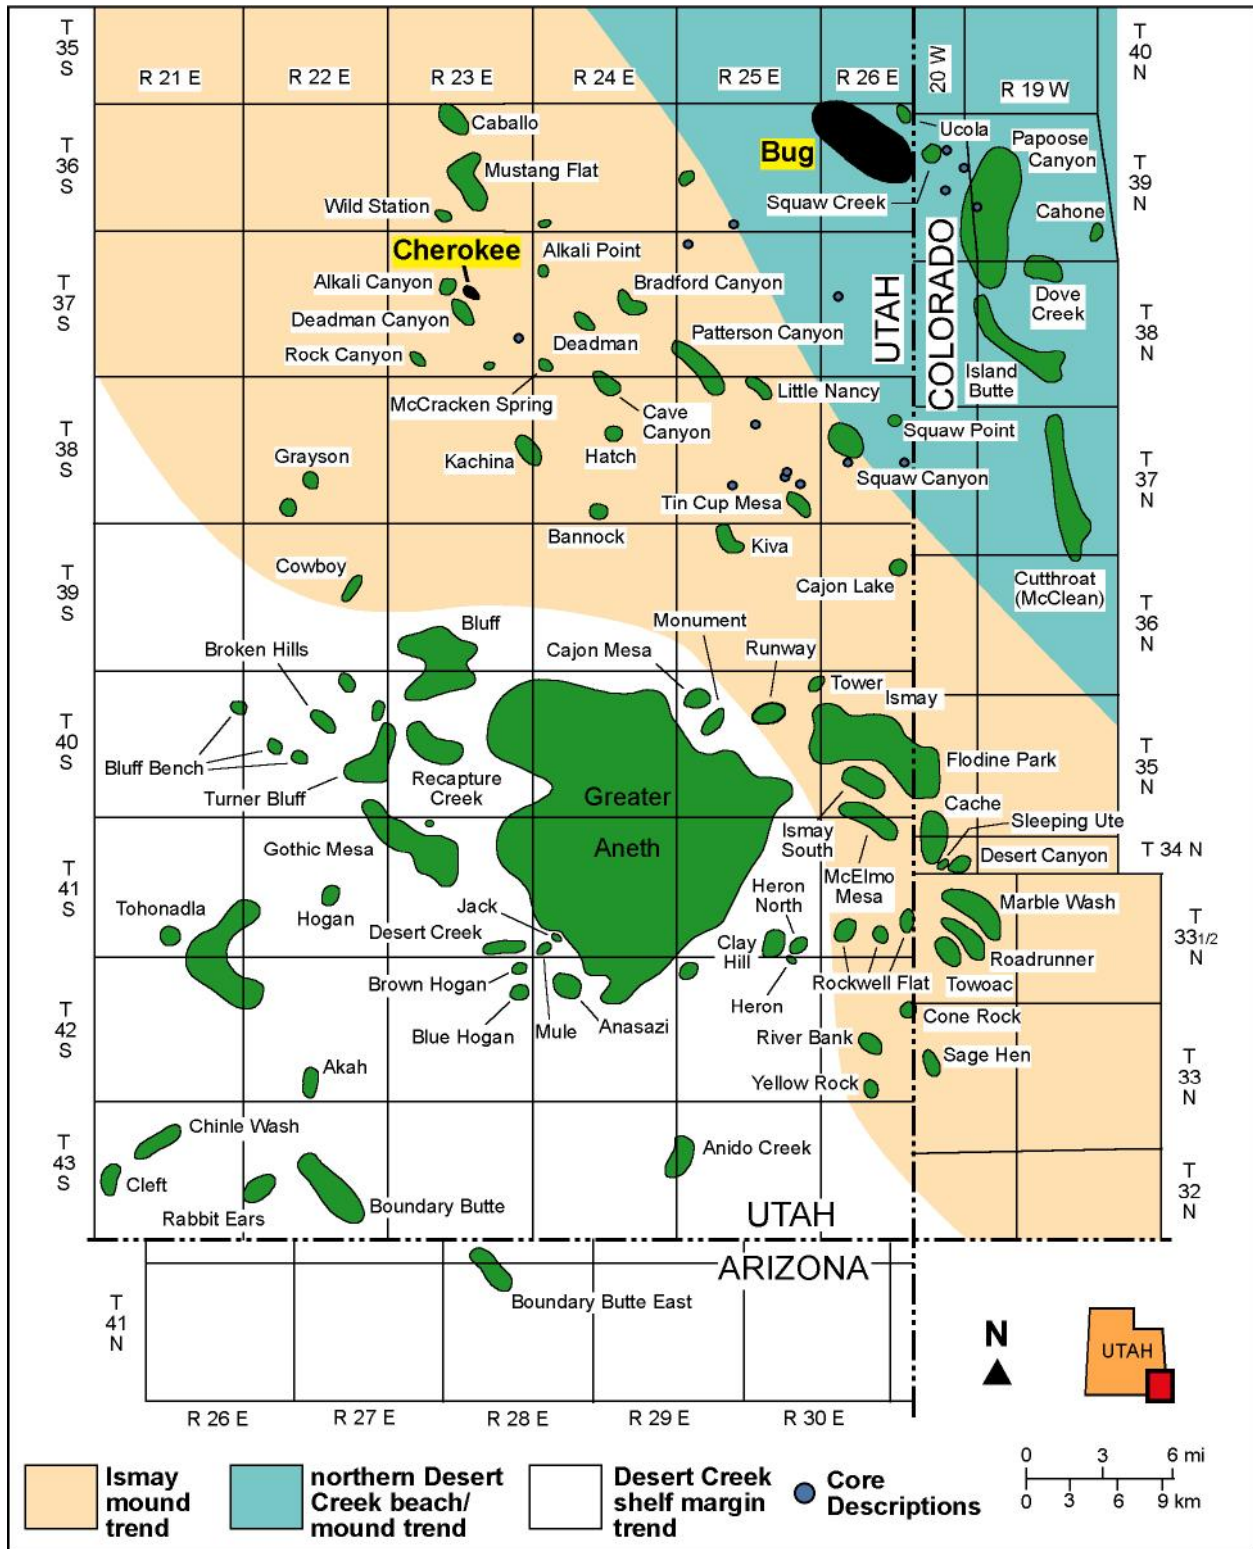 T
35
S
R 21 E
R 22 E
R 23 E
R 24 E
R 25 E
R 26 E
20 W
R 19 W
T
40
N
Caballo
Ucola
Papoose
Canyon
Bug
T
36
S
Mustang Flat
T
39
N
Squaw Creek
Wild Station
Cahone
Cherokee
Alkali Point
Alkali Canyon
Bradford Canyon
T
37
S
Deadman Canyon
Deadman
Patterson Canyon
UTAH
COLORADO
Dove
Creek
T
38
N
Rock Canyon
Island
Butte
McCracken Spring
Cave
Canyon
Little Nancy
T
38
S
Grayson
Kachina
Hatch
Squaw Point
Squaw Canyon
T
37
N
Tin Cup Mesa
Bannock
Kiva
T
39
S
Cowboy
Cajon Lake
Cutthroat
(McClean)
T
36
N
Broken Hills
Bluff
Monument
Cajon Mesa
Runway
Tower
Ismay
T
40
S
Bluff Bench
Turner Bluff
Recapture
Creek
Greater
Aneth
Flodine Park
T
35
N
Cache
Sleeping Ute
Ismay
South
Gothic Mesa
Desert Canyon
T 34 N
McElmo
Mesa
T
41
S
Tohonadla
Hogan
Jack
Heron
North
Marble Wash
Desert Creek
Clay
Hill
T
33 1/2
N
Roadrunner
Brown Hogan
Rockwell Flat
Towoac
Heron
T
42
S
Blue Hogan
Mule
Anasazi
Cone Rock
River Bank
Sage Hen
Akah
Yellow Rock
T
33
N
Chinle Wash
T
43
S
Anido Creek
Cleft
T
32
N
Rabbit Ears
Boundary Butte
UTAH
ARIZONA
Boundary Butte East
T
41
N
N
UTAH
R 26 E
R 27 E
R 28 E
R 29 E
R 30 E
0 3 6 mi
0 3 6 9 km
Ismay
mound
trend
northern Desert
Creek beach/
mound trend
Desert Creek
shelf margin
trend
Core
Descriptions